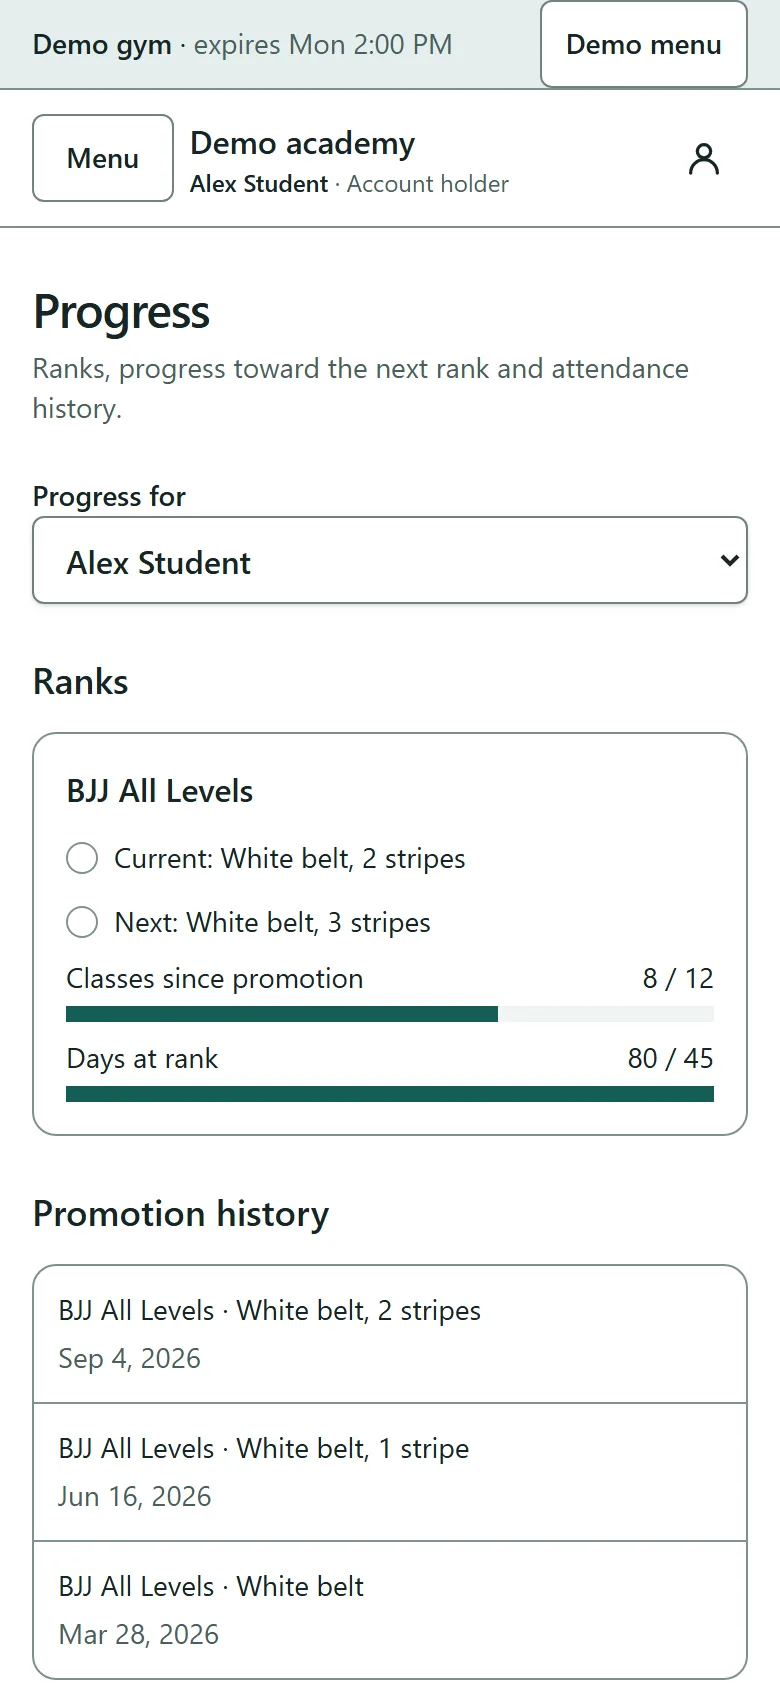 Demo gym · expires Mon 2:00 PM
Demo menu
Menu
Demo academy
Alex Student · Account holder
Progress
Ranks, progress toward the next rank and attendance
history.
Progress for
Alex Student
Ranks
BJJ All Levels
Current: White belt, 2 stripes
Next: White belt, 3 stripes
Classes since promotion 8 / 12
Days at rank 80 / 45
Promotion history
BJJ All Levels · White belt, 2 stripes
Sep 4, 2026
BJJ All Levels · White belt, 1 stripe
Jun 16, 2026
BJJ All Levels · White belt
Mar 28, 2026